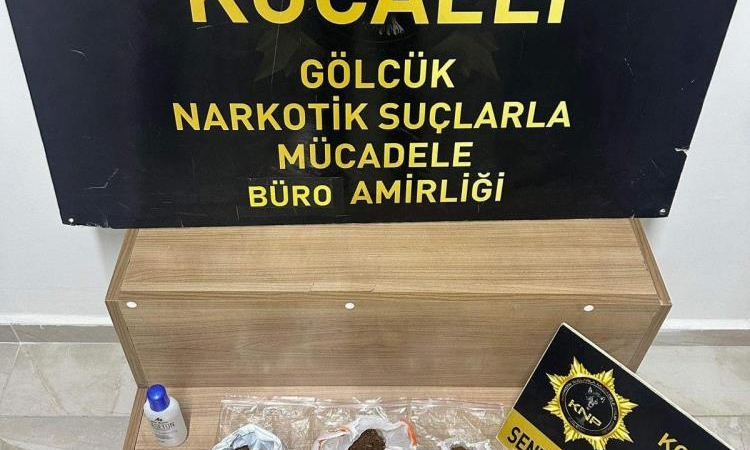 KOCAELİ
GÖLCÜK
NARKOTİK SUÇLARLA
MÜCADELE
BÜRO AMİRLİĞİ
KNP